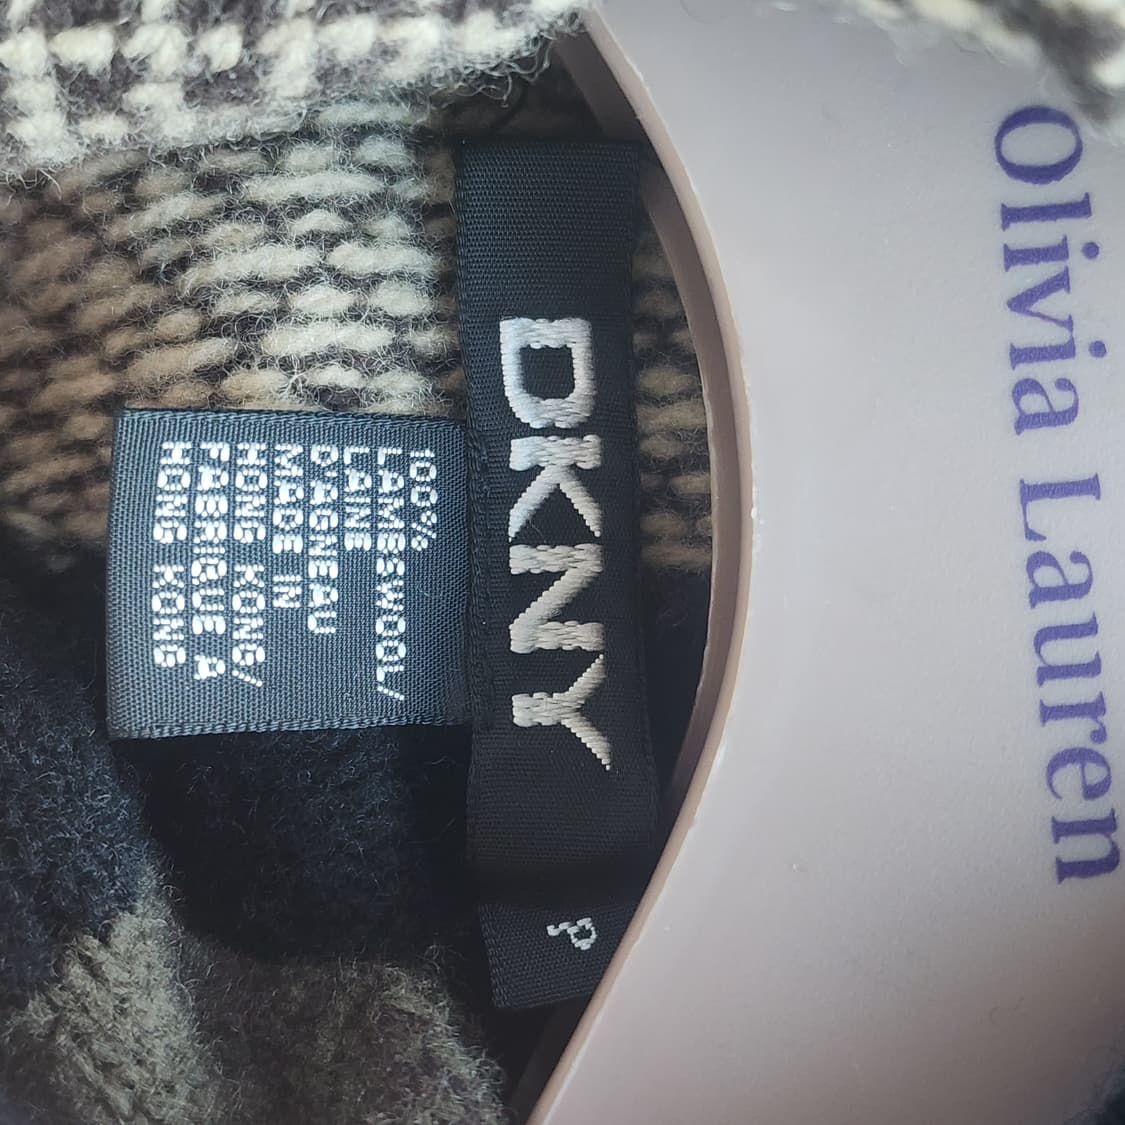 DKNY
P
100%
LAMBSWOOL/
LAINE
D'AGNEAU
MADE IN
HONG KONG/
FABRIQUE A
HONG KONG
Olivia Lauren